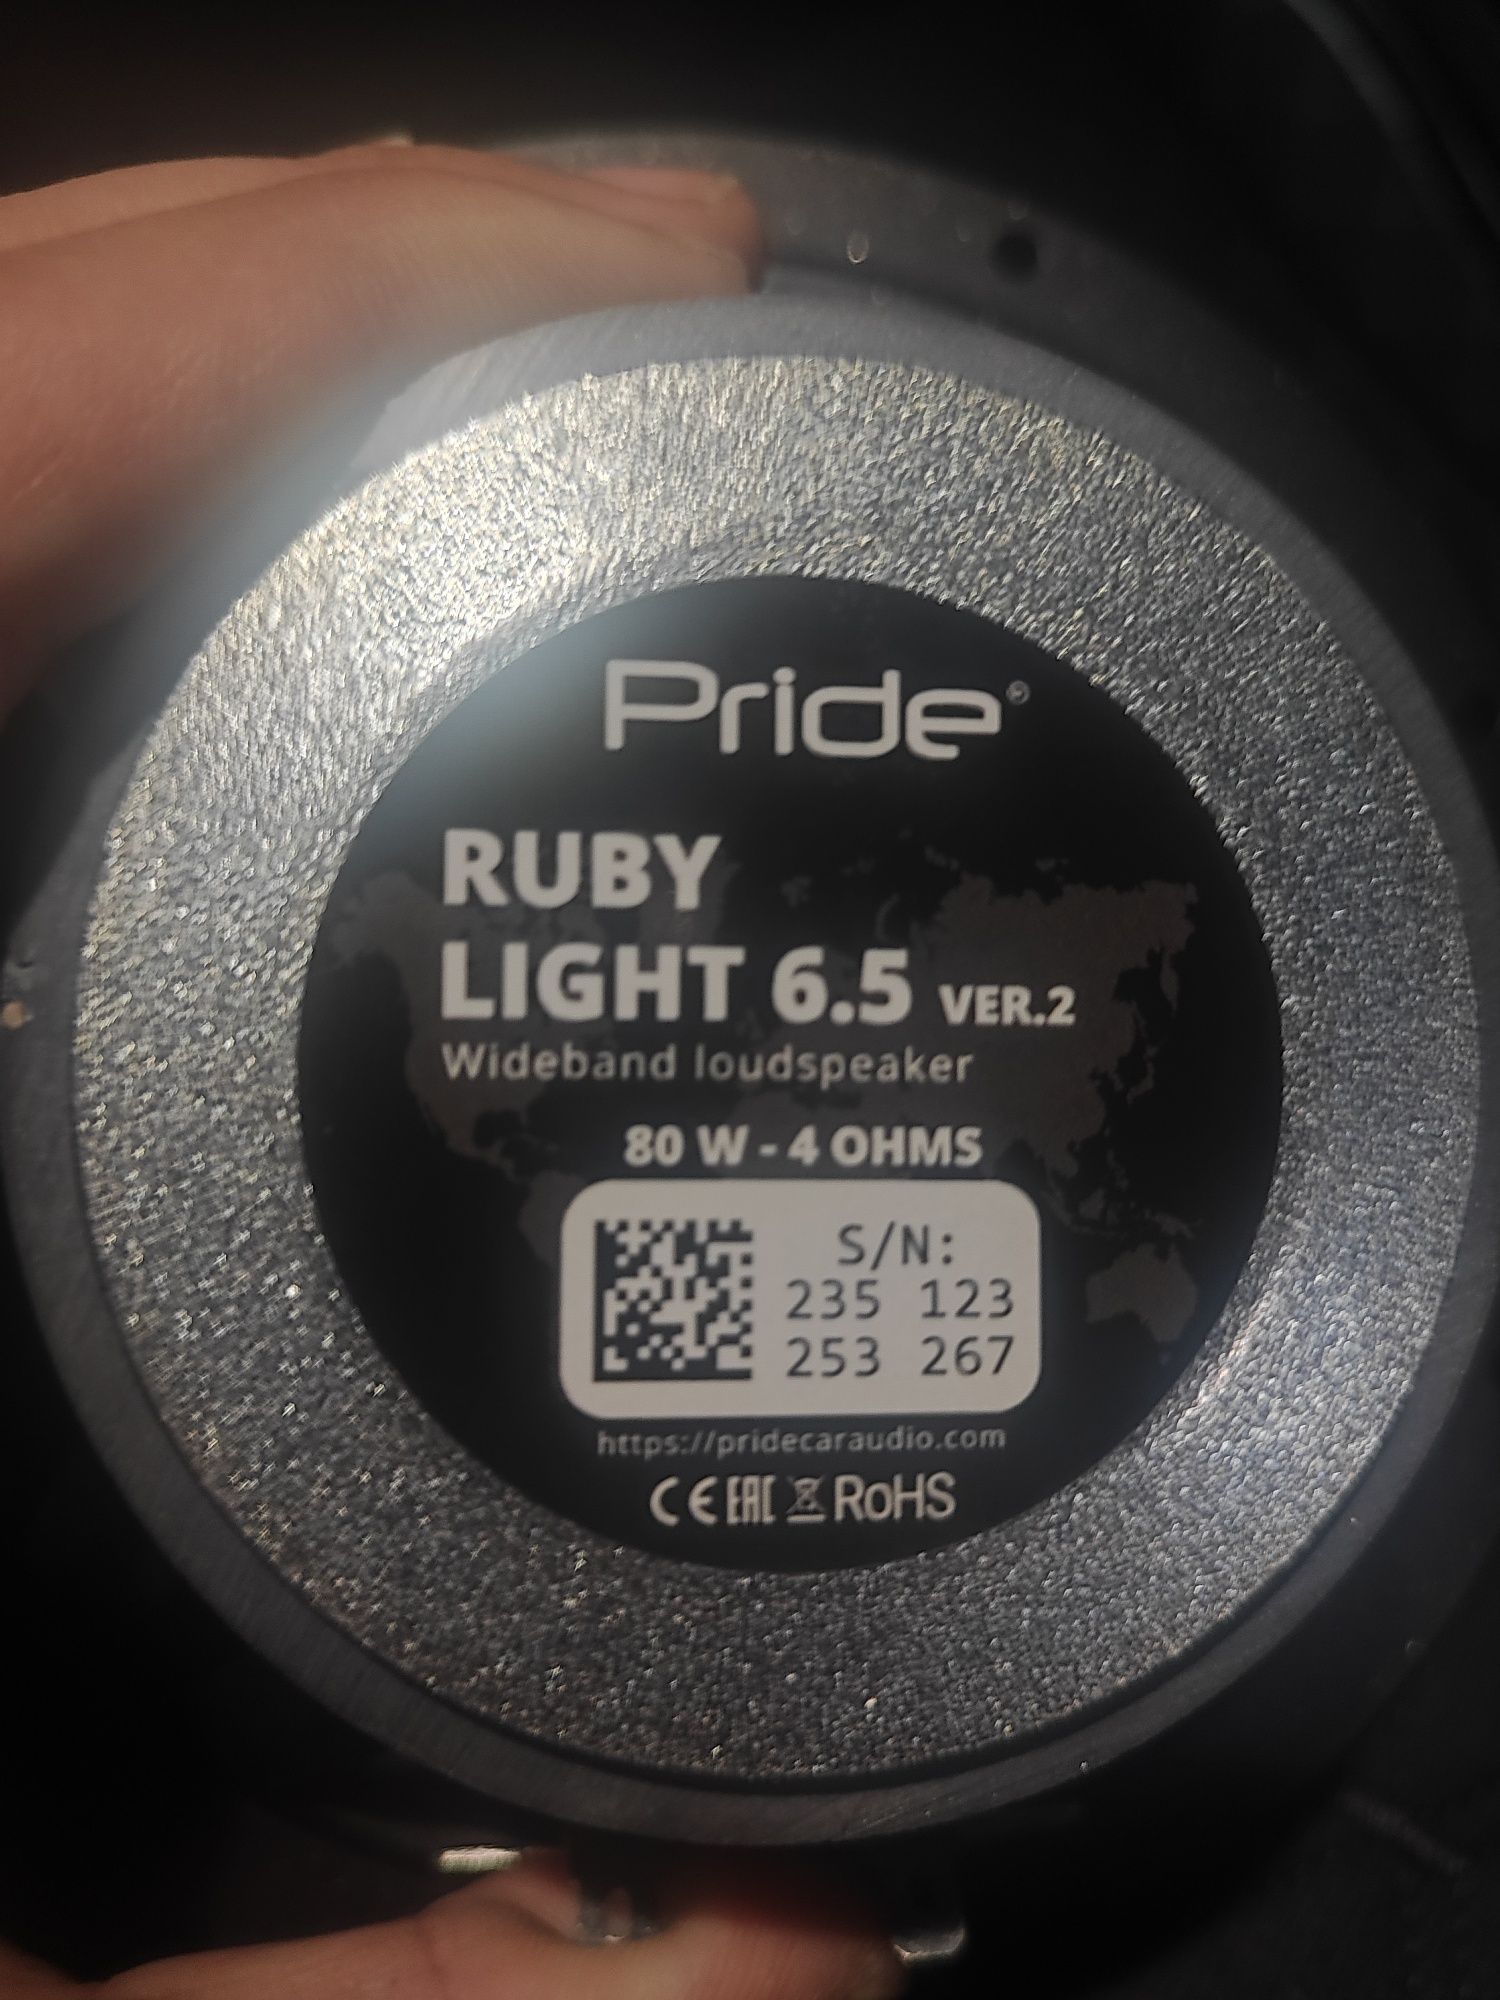 Pride®
RUBY
LIGHT 6.5 VER.2
Wideband loudspeaker
80 W - 4 OHMS
S/N:
235 123
253 267
https://pridecaraudio.com
CE EAC RoHS